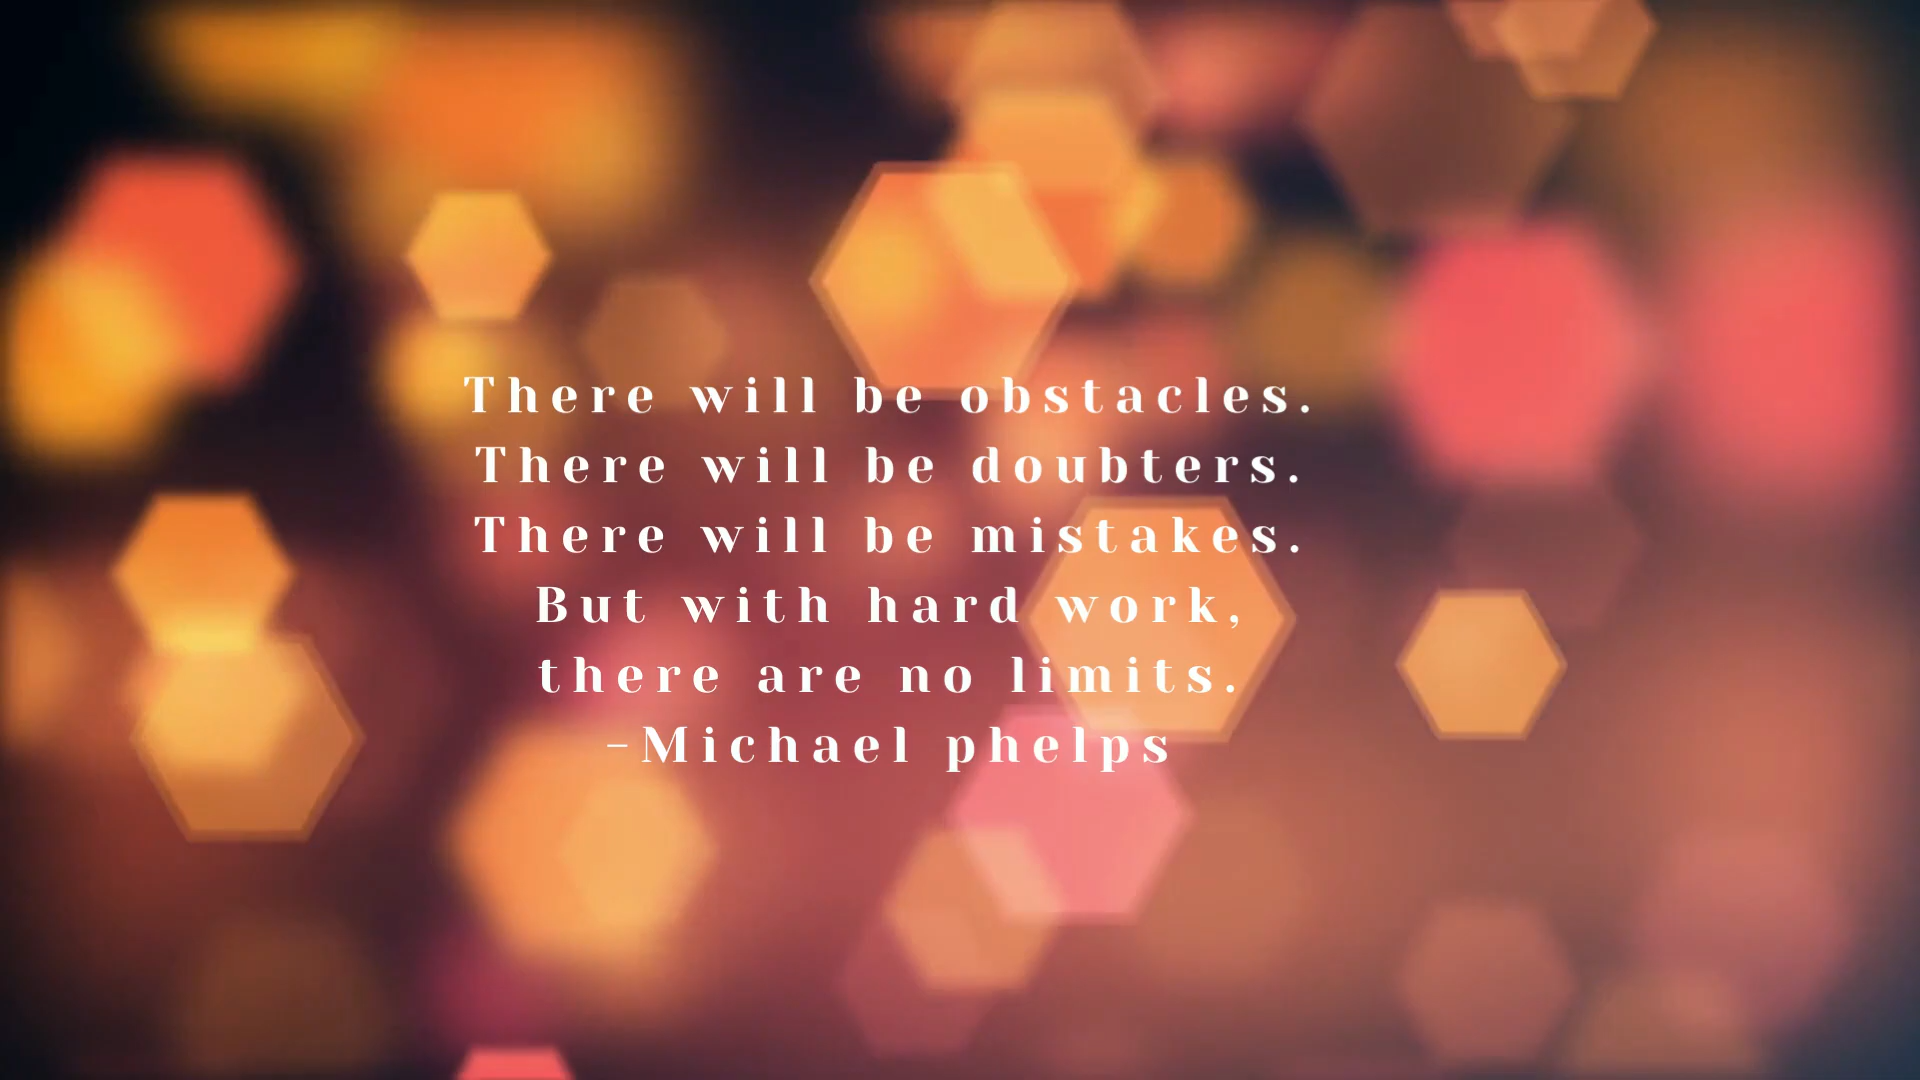 There will be obstacles.
There will be doubters.
There will be mistakes.
But with hard work,
there are no limits.
-Michael phelps